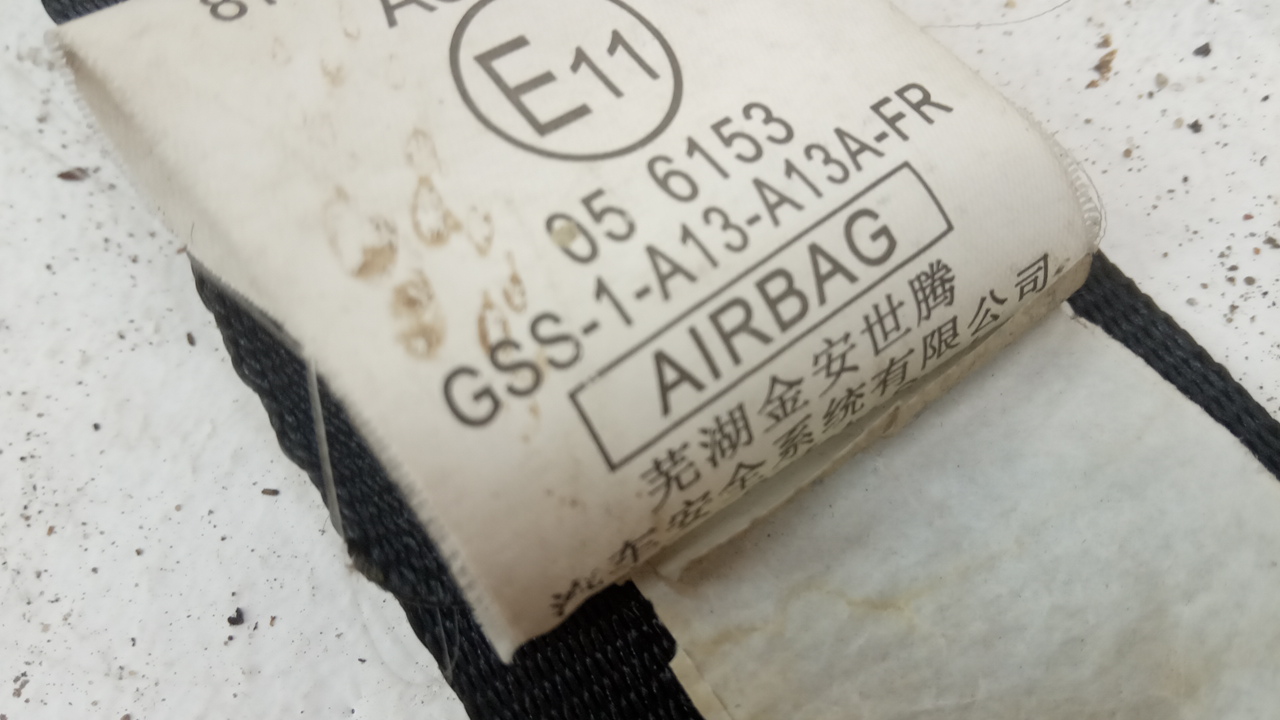 E11
05 6153
GSS-1-A13-A13A-FR
AIRBAG
芜湖金安世腾
汽车安全系统有限公司